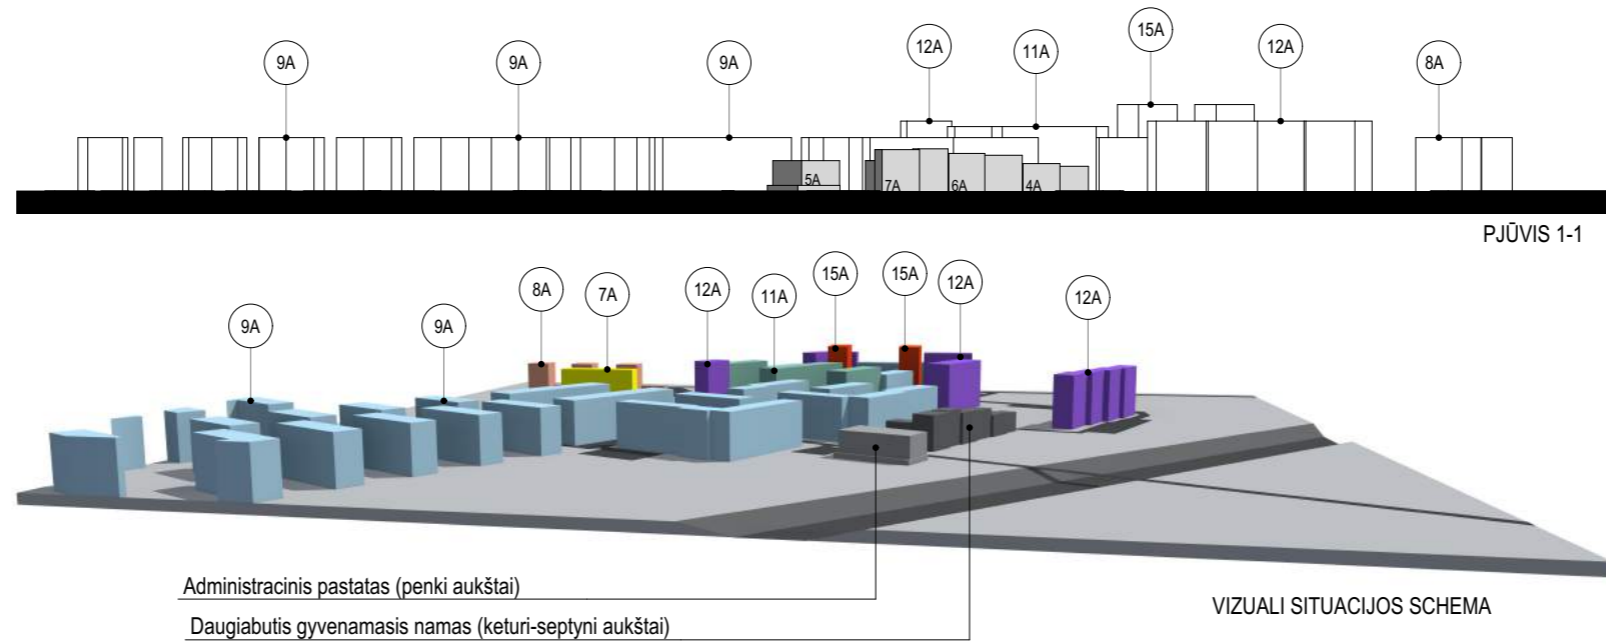 9A 9A 9A 12A 11A 15A 12A 8A
5A 7A 6A 4A
PJŪVIS 1-1
9A 9A 8A 7A 12A 11A 15A 15A 12A 12A
Administracinis pastatas (penki aukštai)
VIZUALI SITUACIJOS SCHEMA
Daugiabutis gyvenamasis namas (keturi-septyni aukštai)